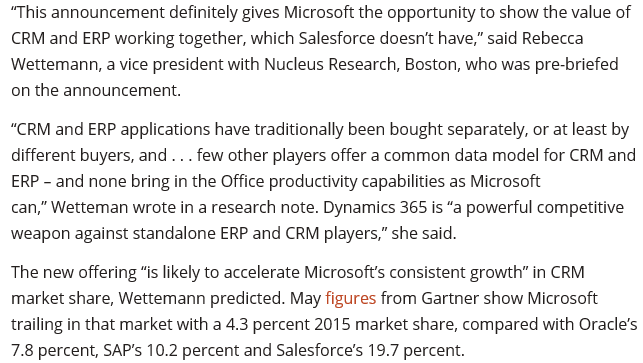 “This announcement definitely gives Microsoft the opportunity to show the value of
CRM and ERP working together, which Salesforce doesn’t have,” said Rebecca
Wettemann, a vice president with Nucleus Research, Boston, who was pre-briefed
on the announcement.
“CRM and ERP applications have traditionally been bought separately, or at least by
different buyers, and . . . few other players offer a common data model for CRM and
ERP – and none bring in the Office productivity capabilities as Microsoft
can,” Wetteman wrote in a research note. Dynamics 365 is “a powerful competitive
weapon against standalone ERP and CRM players,” she said.
The new offering “is likely to accelerate Microsoft’s consistent growth” in CRM
market share, Wettemann predicted. May figures from Gartner show Microsoft
trailing in that market with a 4.3 percent 2015 market share, compared with Oracle’s
7.8 percent, SAP’s 10.2 percent and Salesforce’s 19.7 percent.